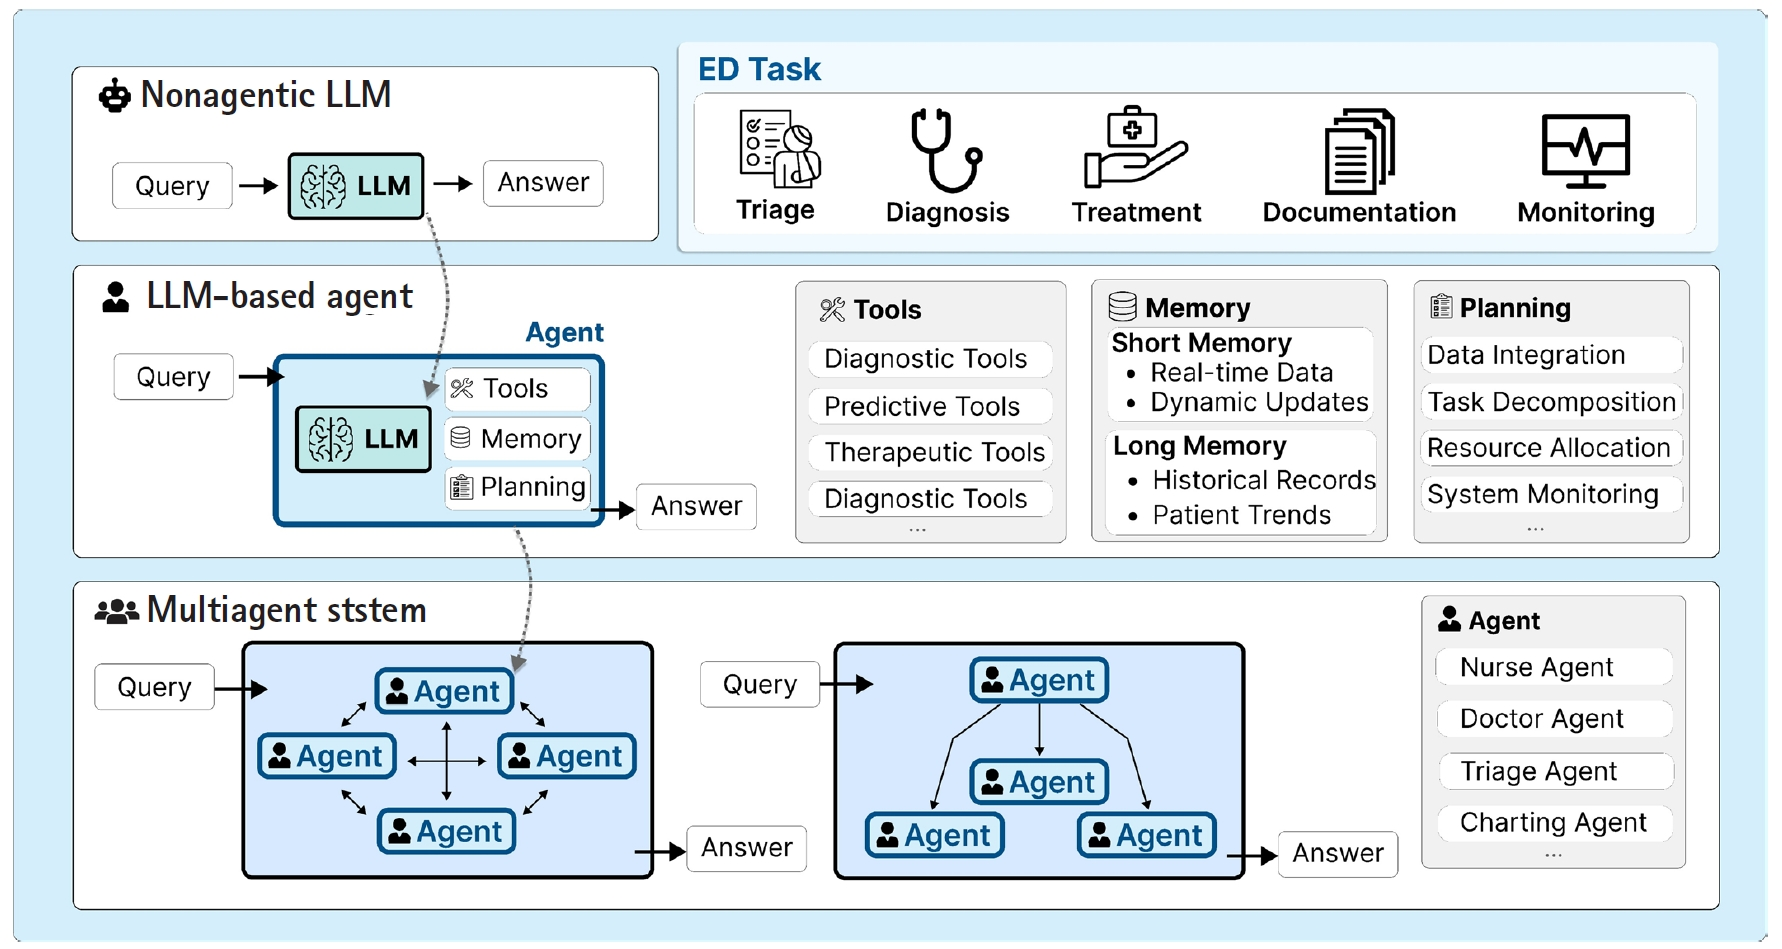 Nonagentic LLM
Query
LLM
Answer
ED Task
Triage
Diagnosis
Treatment
Documentation
Monitoring
LLM-based agent
Agent
Query
LLM
Tools
Memory
Planning
Answer
Tools
Diagnostic Tools
Predictive Tools
Therapeutic Tools
Diagnostic Tools
...
Memory
Short Memory
• Real-time Data
• Dynamic Updates
Long Memory
• Historical Records
• Patient Trends
Planning
Data Integration
Task Decomposition
Resource Allocation
System Monitoring
...
Multiagent ststem
Query
Agent
Agent
Agent
Agent
Answer
Query
Agent
Agent
Agent
Agent
Answer
Agent
Nurse Agent
Doctor Agent
Triage Agent
Charting Agent
...